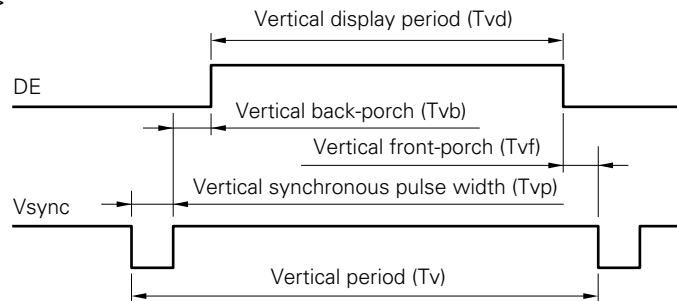 Vertical display period (Tvd)
DE
Vertical back-porch (Tvb)
Vertical front-porch (Tvf)
Vertical synchronous pulse width (Tvp)
Vsync
Vertical period (Tv)